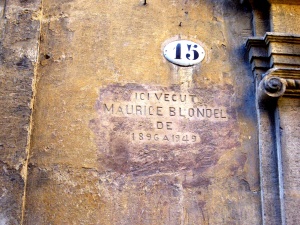 15
ICI VECUT
MAURICE BLONDEL
DE
1896 A 1949